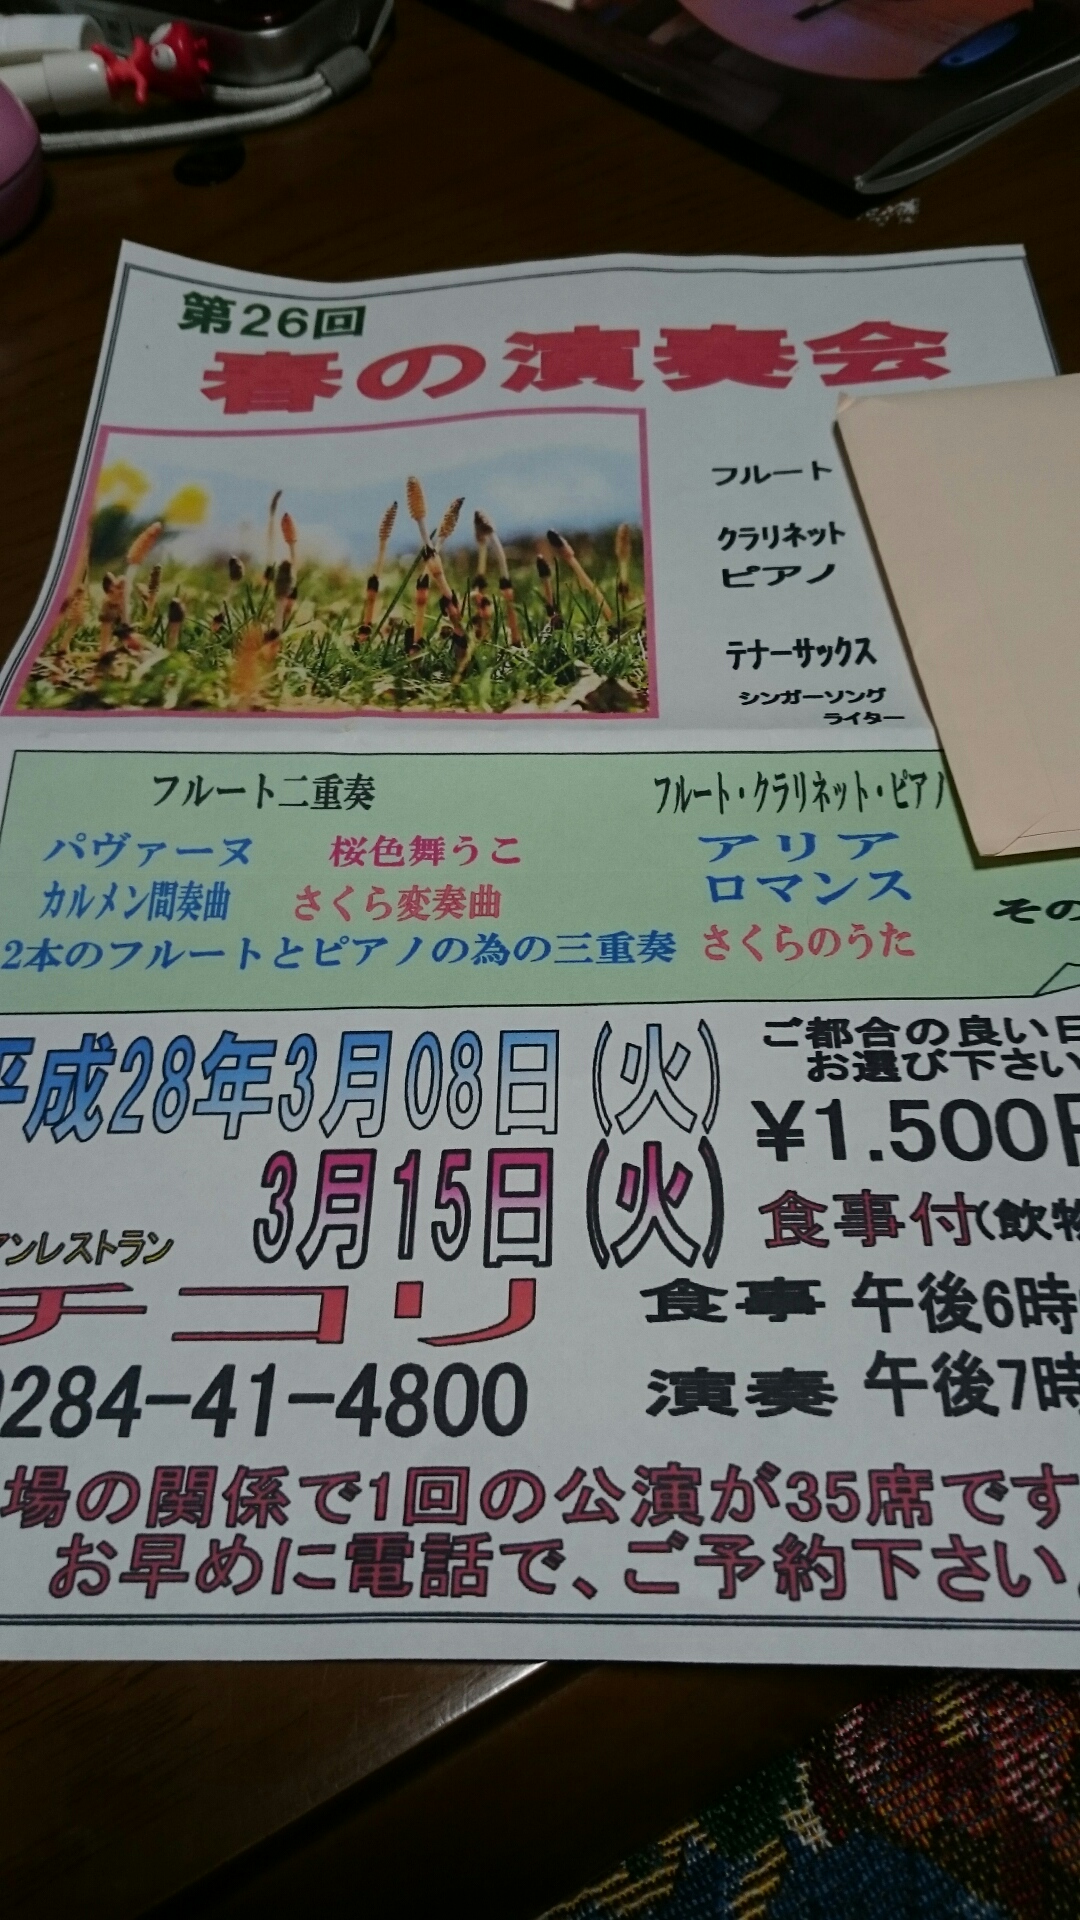 第26回
春の演奏会
フルート
クラリネット
ピアノ
テナーサックス
シンガーソング
ライター
フルート二重奏
フルート・クラリネット・ピアノ
パヴァーヌ 桜色舞うこ
アリア
カルメン間奏曲 さくら変奏曲
ロマンス
その
2本のフルートとピアノの為の三重奏
さくらのうた
平成28年3月08日(火)
3月15日(火)
ご都合の良い日
お選び下さい
¥1.500円
食事付(飲物
ンレストラン
チコリ
食事 午後6時
0284-41-4800
演奏 午後7時
場の関係で1回の公演が35席です
お早めに電話で、ご予約下さい。